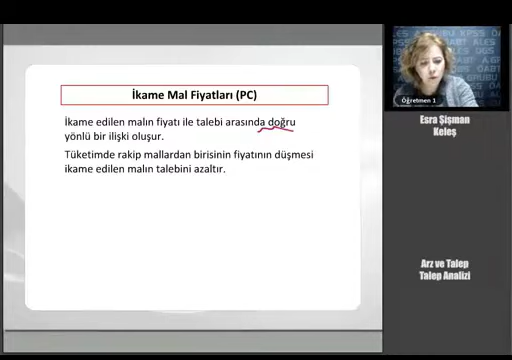 İkame Mal Fiyatları (PC)
İkame edilen malın fiyatı ile talebi arasında doğru
yönlü bir ilişki oluşur.
Tüketimde rakip mallardan birisinin fiyatının düşmesi
ikame edilen malın talebini azaltır.
Öğretmen 1
Esra Şişman
Keleş
Arz ve Talep
Talep Analizi